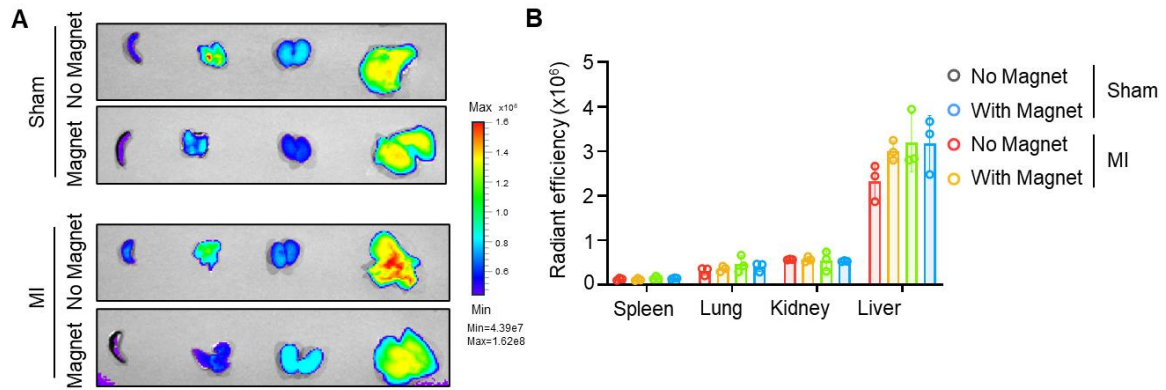 A
Sham
No Magnet
Magnet
MI
No Magnet
Magnet
Max ×10⁸
1.6
1.4
1.2
1.0
0.8
0.6
Min
Min=4.39e7
Max=1.62e8
B
Radiant efficiency (x10⁶)
5
4
3
2
1
0
Spleen Lung Kidney Liver
No Magnet
With Magnet
Sham
No Magnet
With Magnet
MI